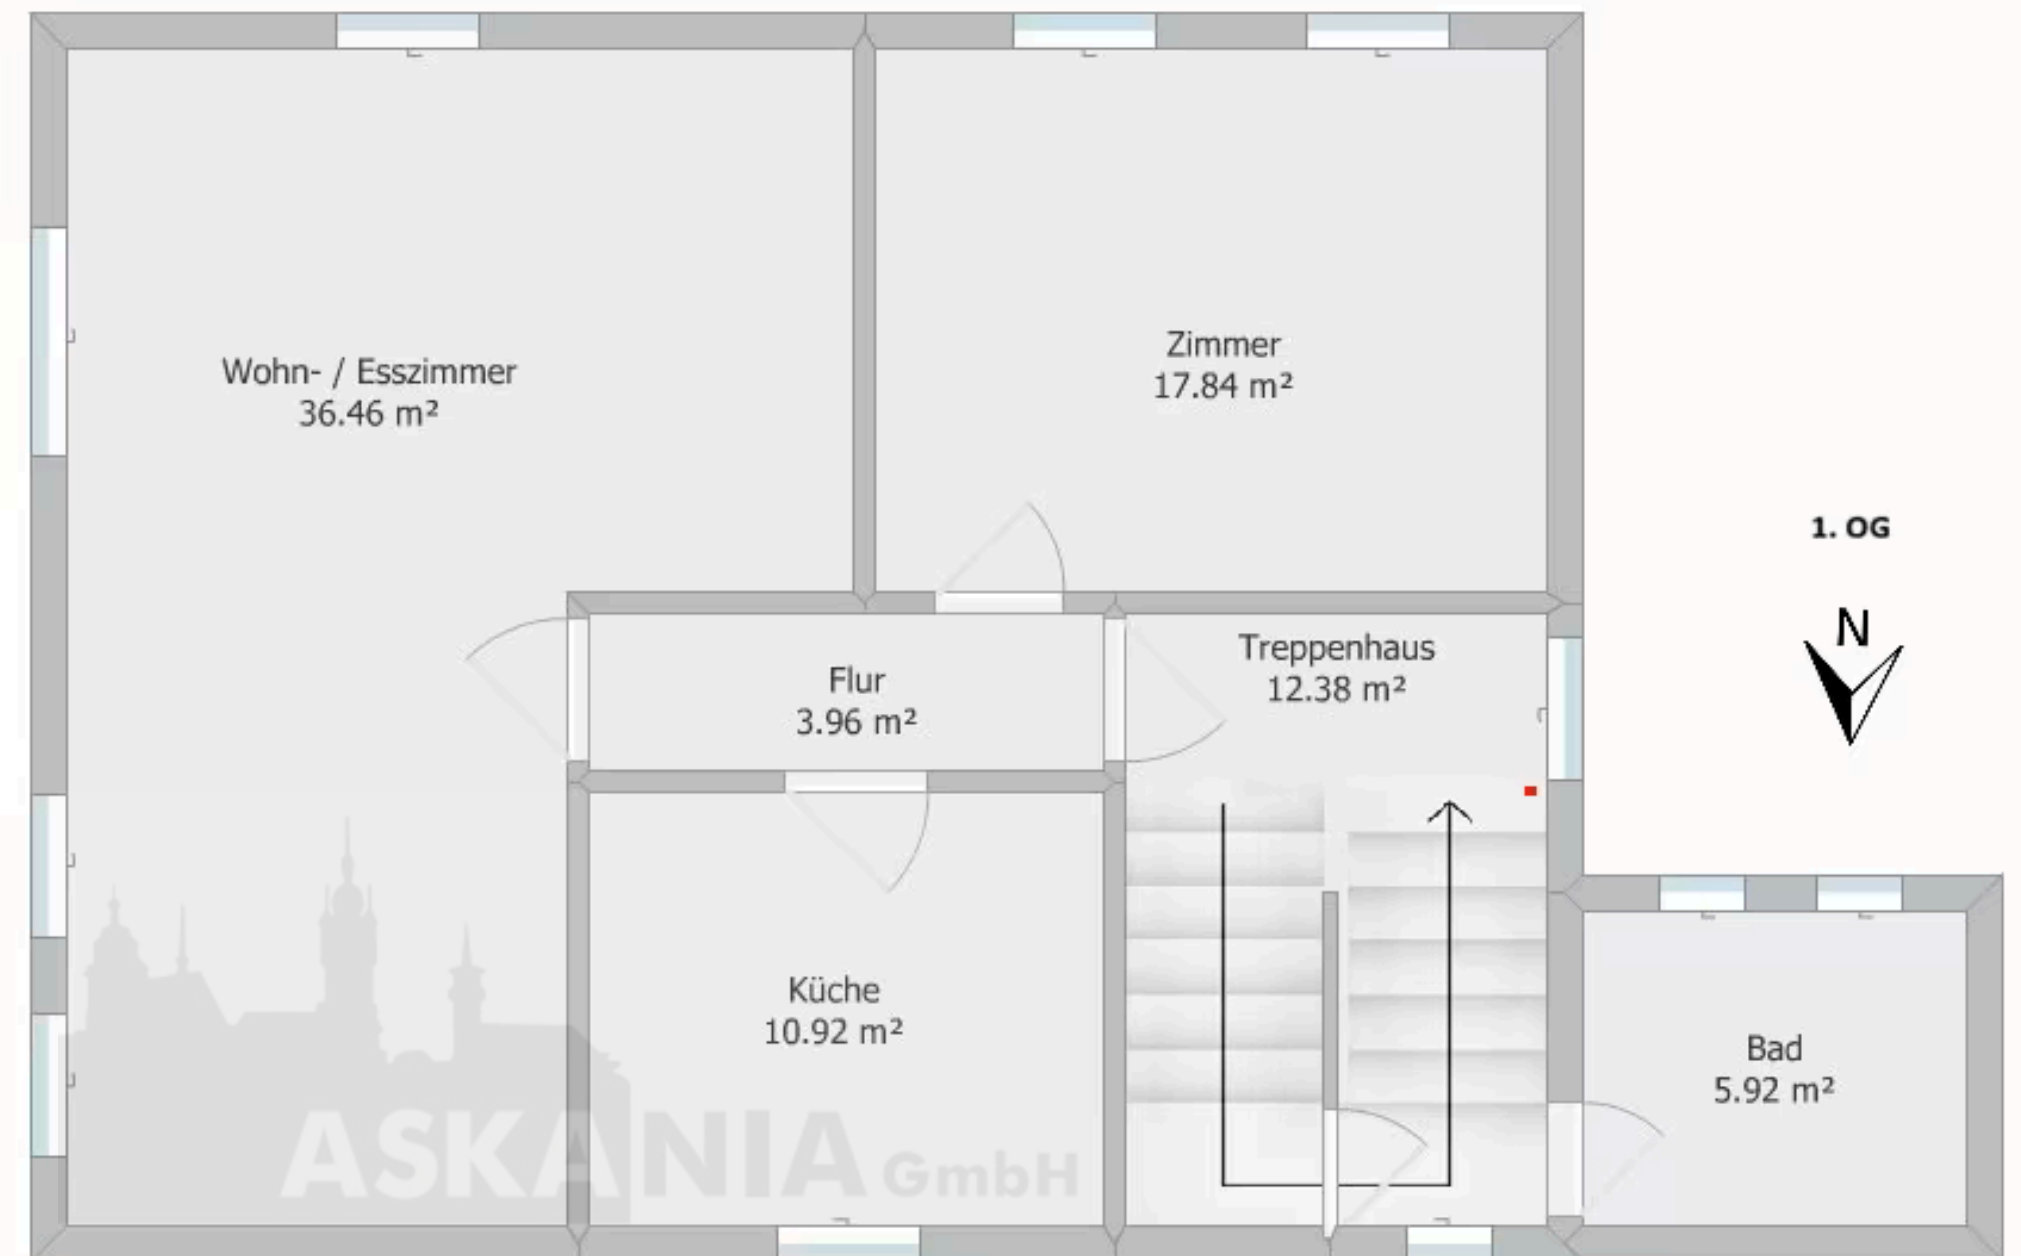 Wohn- / Esszimmer
36.46 m²
Zimmer
17.84 m²
1. OG
N
Flur
3.96 m²
Treppenhaus
12.38 m²
Küche
10.92 m²
Bad
5.92 m²
ASKANIA GmbH